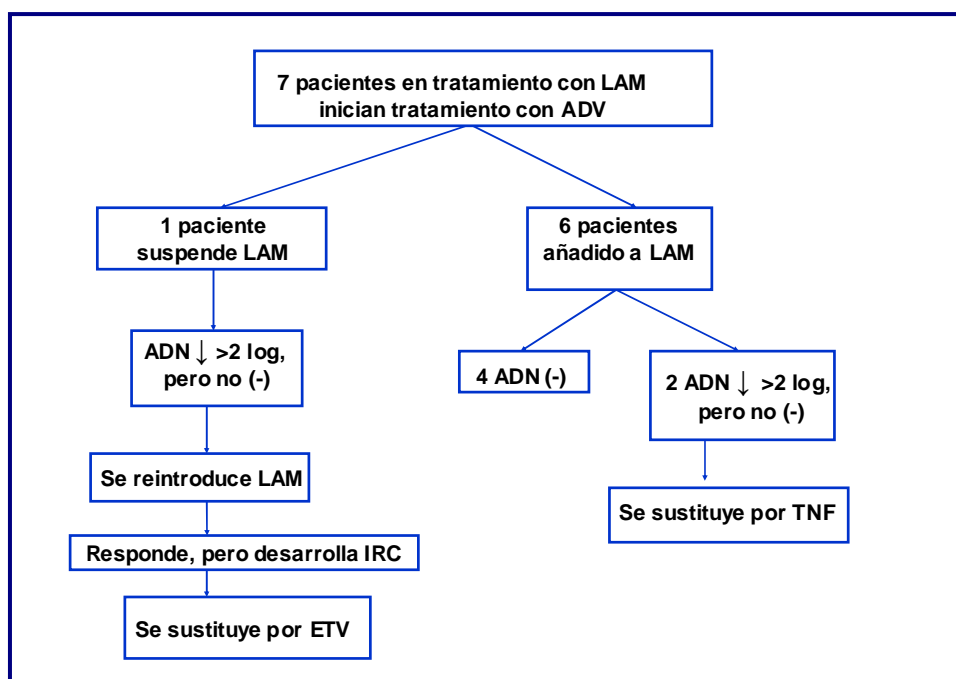 7 pacientes en tratamiento con LAM
inician tratamiento con ADV
1 paciente
suspende LAM
6 pacientes
añadido a LAM
ADN ↓ >2 log,
pero no (-)
4 ADN (-)
2 ADN ↓ >2 log,
pero no (-)
Se reintroduce LAM
Se sustituye por TNF
Responde, pero desarrolla IRC
Se sustituye por ETV